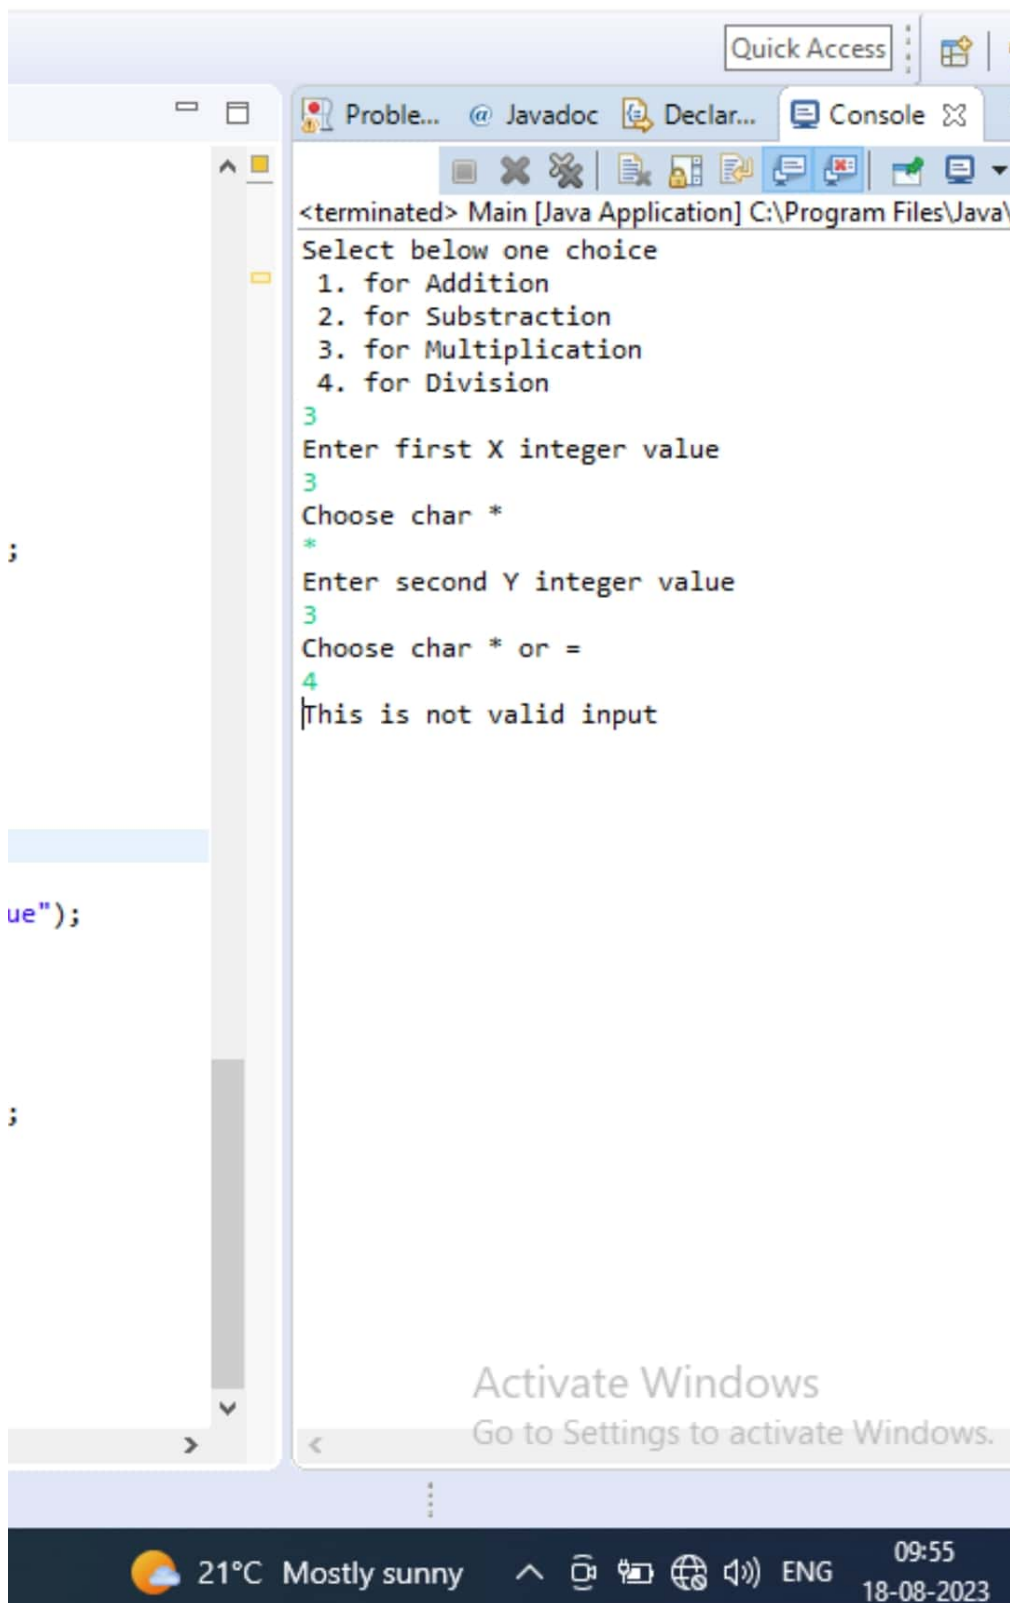 Quick Access
Proble... @ Javadoc Declar... Console
<terminated> Main [Java Application] C:\Program Files\Java\
Select below one choice
1. for Addition
2. for Substraction
3. for Multiplication
4. for Division
3
Enter first X integer value
3
Choose char *
*
;
Enter second Y integer value
3
Choose char * or =
4
This is not valid input
ue");
;
Activate Windows
Go to Settings to activate Windows.
21°C Mostly sunny ENG 09:55
18-08-2023